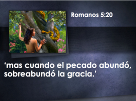 Romanos 5:20
‘mas cuando el pecado abundó,
sobreabundó la gracia.’